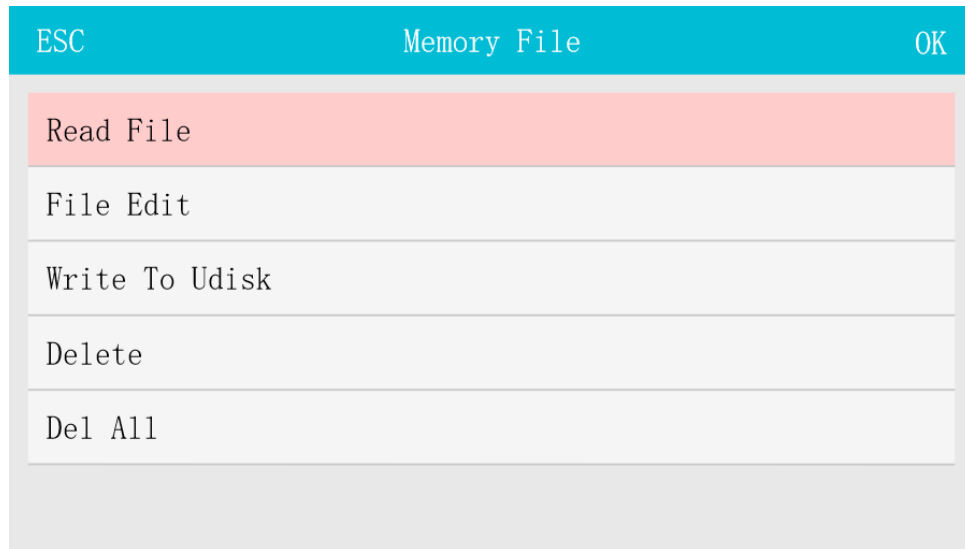 ESC Memory File OK
Read File
File Edit
Write To Udisk
Delete
Del All